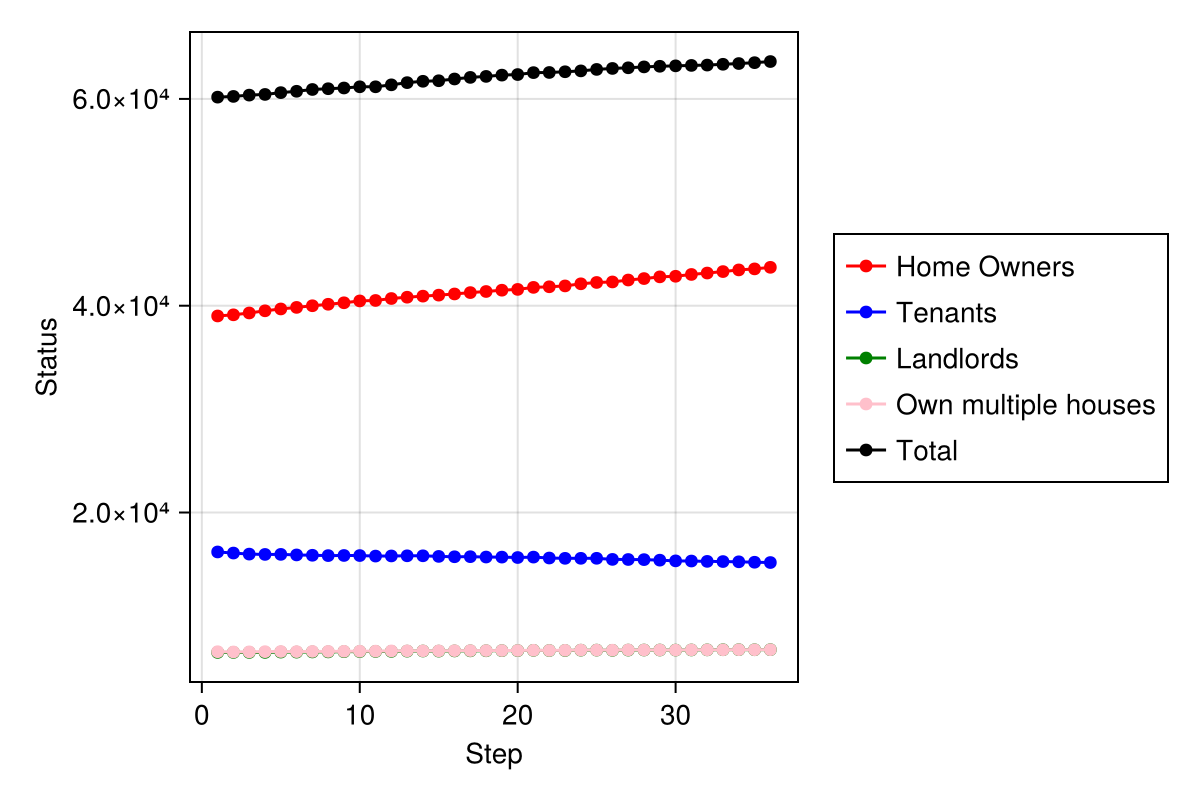 6.0×10⁴
4.0×10⁴
2.0×10⁴
Status
0 10 20 30
Step
Home Owners
Tenants
Landlords
Own multiple houses
Total